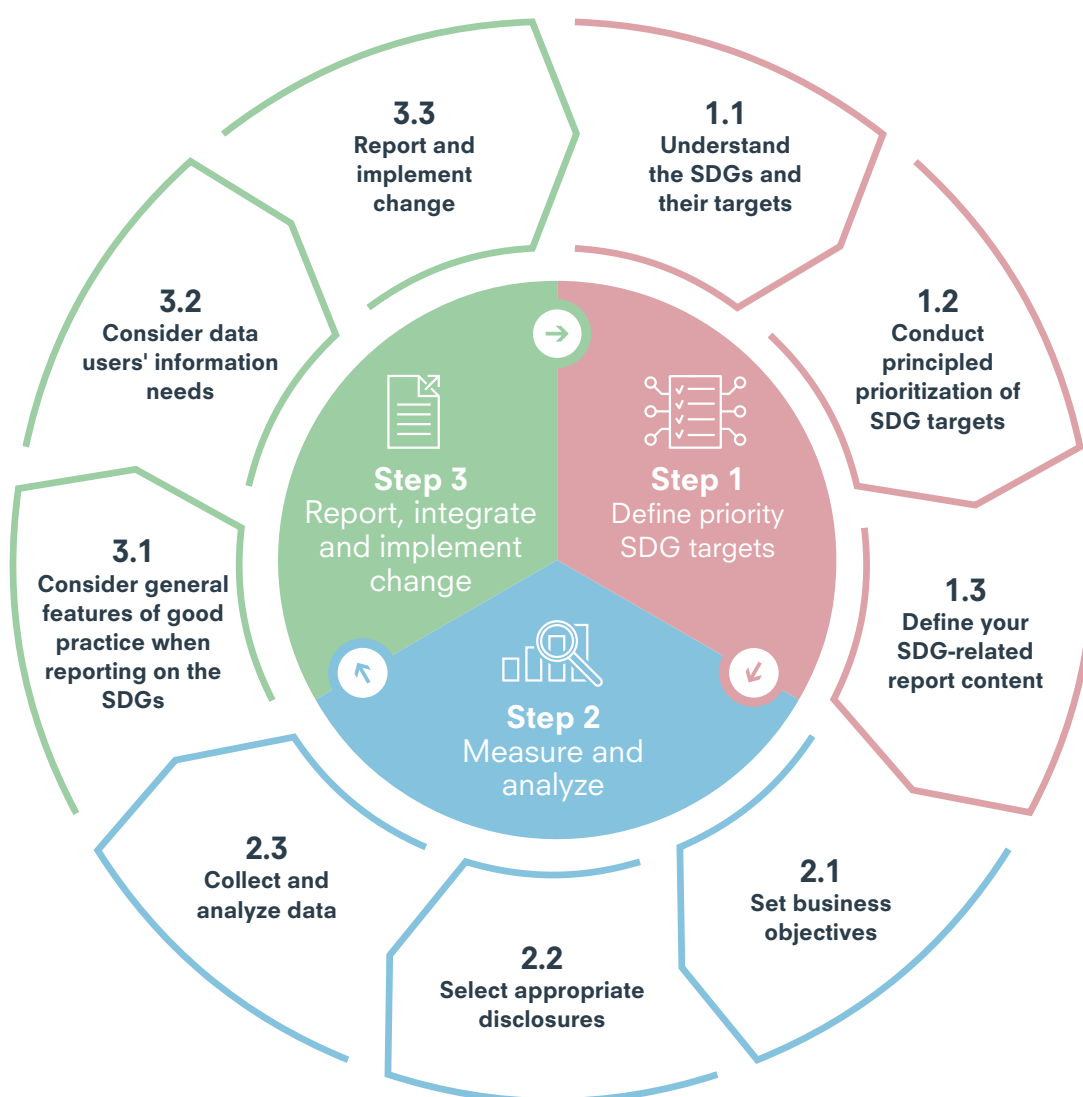 1.1
Understand
the SDGs and
their targets
1.2
Conduct
principled
prioritization of
SDG targets
1.3
Define your
SDG-related
report content
2.1
Set business
objectives
2.2
Select appropriate
disclosures
2.3
Collect and
analyze data
3.1
Consider general
features of good
practice when
reporting on the
SDGs
3.2
Consider data
users' information
needs
3.3
Report and
implement
change
Step 1
Define priority
SDG targets
Step 2
Measure and
analyze
Step 3
Report, integrate
and implement
change